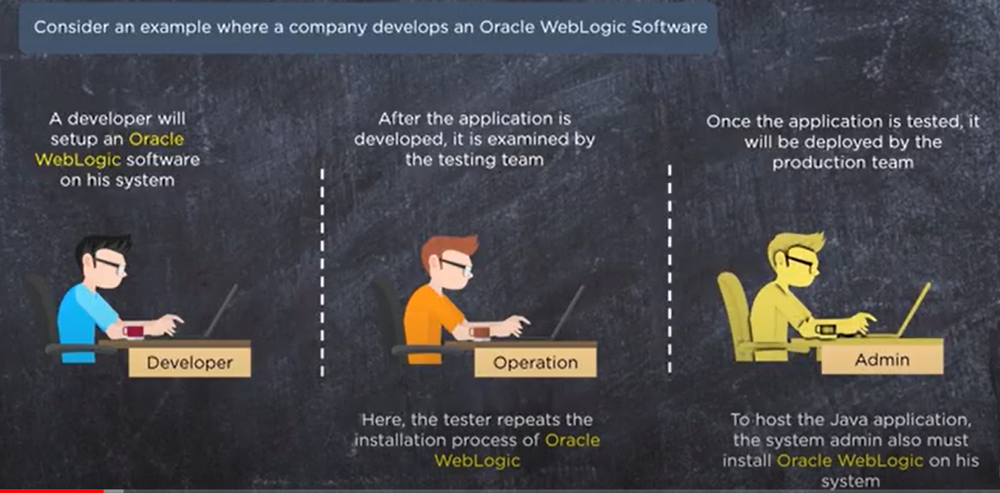 Consider an example where a company develops an Oracle WebLogic Software
A developer will
setup an Oracle
WebLogic software
on his system
After the application is
developed, it is examined by
the testing team
Once the application is tested, it
will be deployed by the
production team
Developer
Operation
Admin
Here, the tester repeats the
installation process of Oracle
WebLogic
To host the Java application,
the system admin also must
install Oracle WebLogic on his
system